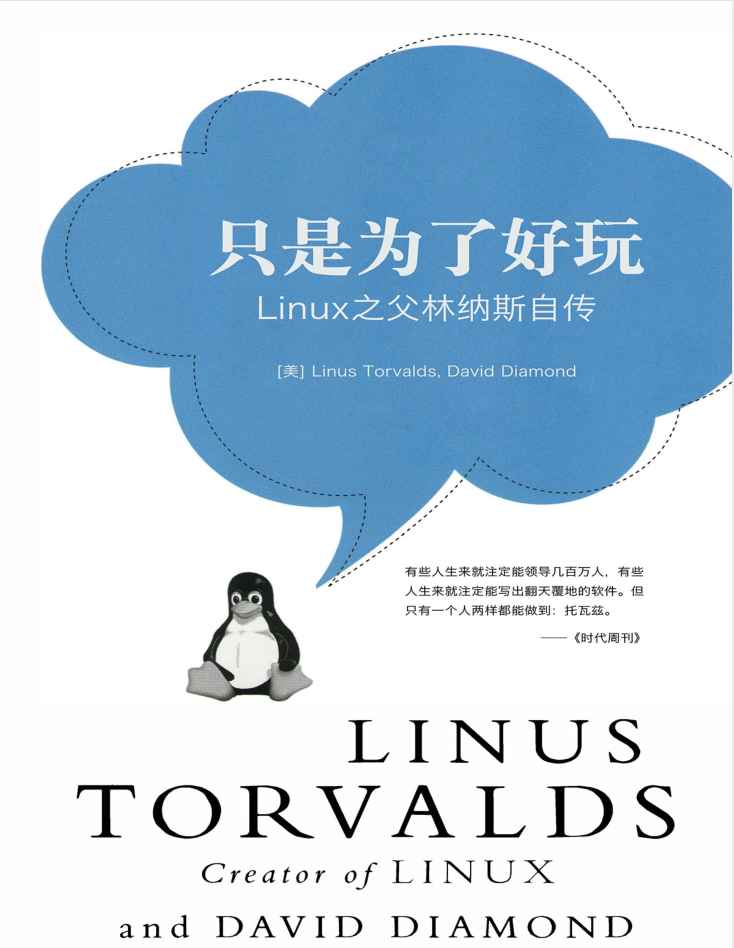 只是为了好玩
Linux之父林纳斯自传
[美] Linus Torvalds, David Diamond
有些人生来就注定能领导几百万人，有些
人生来就注定能写出翻天覆地的软件。但
只有一个人两样都能做到：托瓦兹。
——《时代周刊》
LINUS
TORVALDS
Creator of LINUX
and DAVID DIAMOND